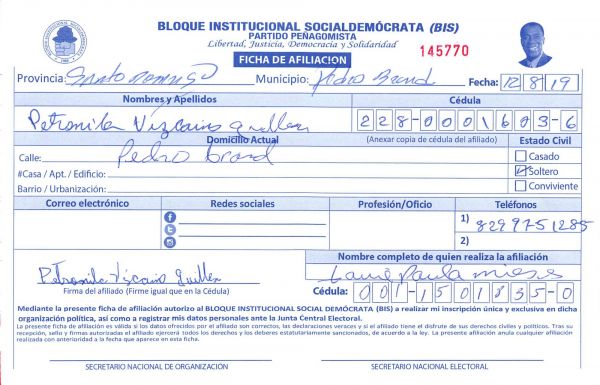 BLOQUE INSTITUCIONAL SOCIALDEMÓCRATA (BIS)
PARTIDO PEÑAGOMISTA
Libertad, Justicia, Democracia y Solidaridad
FICHA DE AFILIACIÓN
145770
Provincia: Santo Domingo Municipio: Pedro Brand Fecha: 12/8/19
Nombres y Apellidos Cédula
Petronila Vizcaino Guillen 228-0001603-6
Domicilio Actual (Anexar copia de cédula del afiliado) Estado Civil
Calle: Pedro Brand Casado
#Casa / Apt. / Edificio: Soltero
Barrio / Urbanización: Conviviente
Correo electrónico Redes sociales Profesión/Oficio Teléfonos
1) 8299751285
2)
Nombre completo de quien realiza la afiliación
Petronila Vizcaino Guillen Paula
Firma del afiliado (Firme igual que en la Cédula) Cédula: 001-1501835-0
Mediante la presente ficha de afiliación autorizo al BLOQUE INSTITUCIONAL SOCIAL DEMÓCRATA (BIS) a realizar mi inscripción única y exclusiva en dicha
organización política, así como a registrar mis datos personales ante la Junta Central Electoral.
La presente ficha de afiliación es válida si los datos ofrecidos por el afiliado son correctos, las declaraciones veraces y si el afiliado tiene el disfrute de sus derechos civiles y políticos. Tras su
recepción, sello y firmas autorizadas el afiliado ejercerá todos los derechos y los deberes estatutariamente sancionados, de acuerdo a la ley. La presente afiliación anula cualquier afiliación
realizada con anterioridad a la fecha que aparece en esta ficha.
SECRETARIO NACIONAL DE ORGANIZACIÓN SECRETARIO NACIONAL ELECTORAL